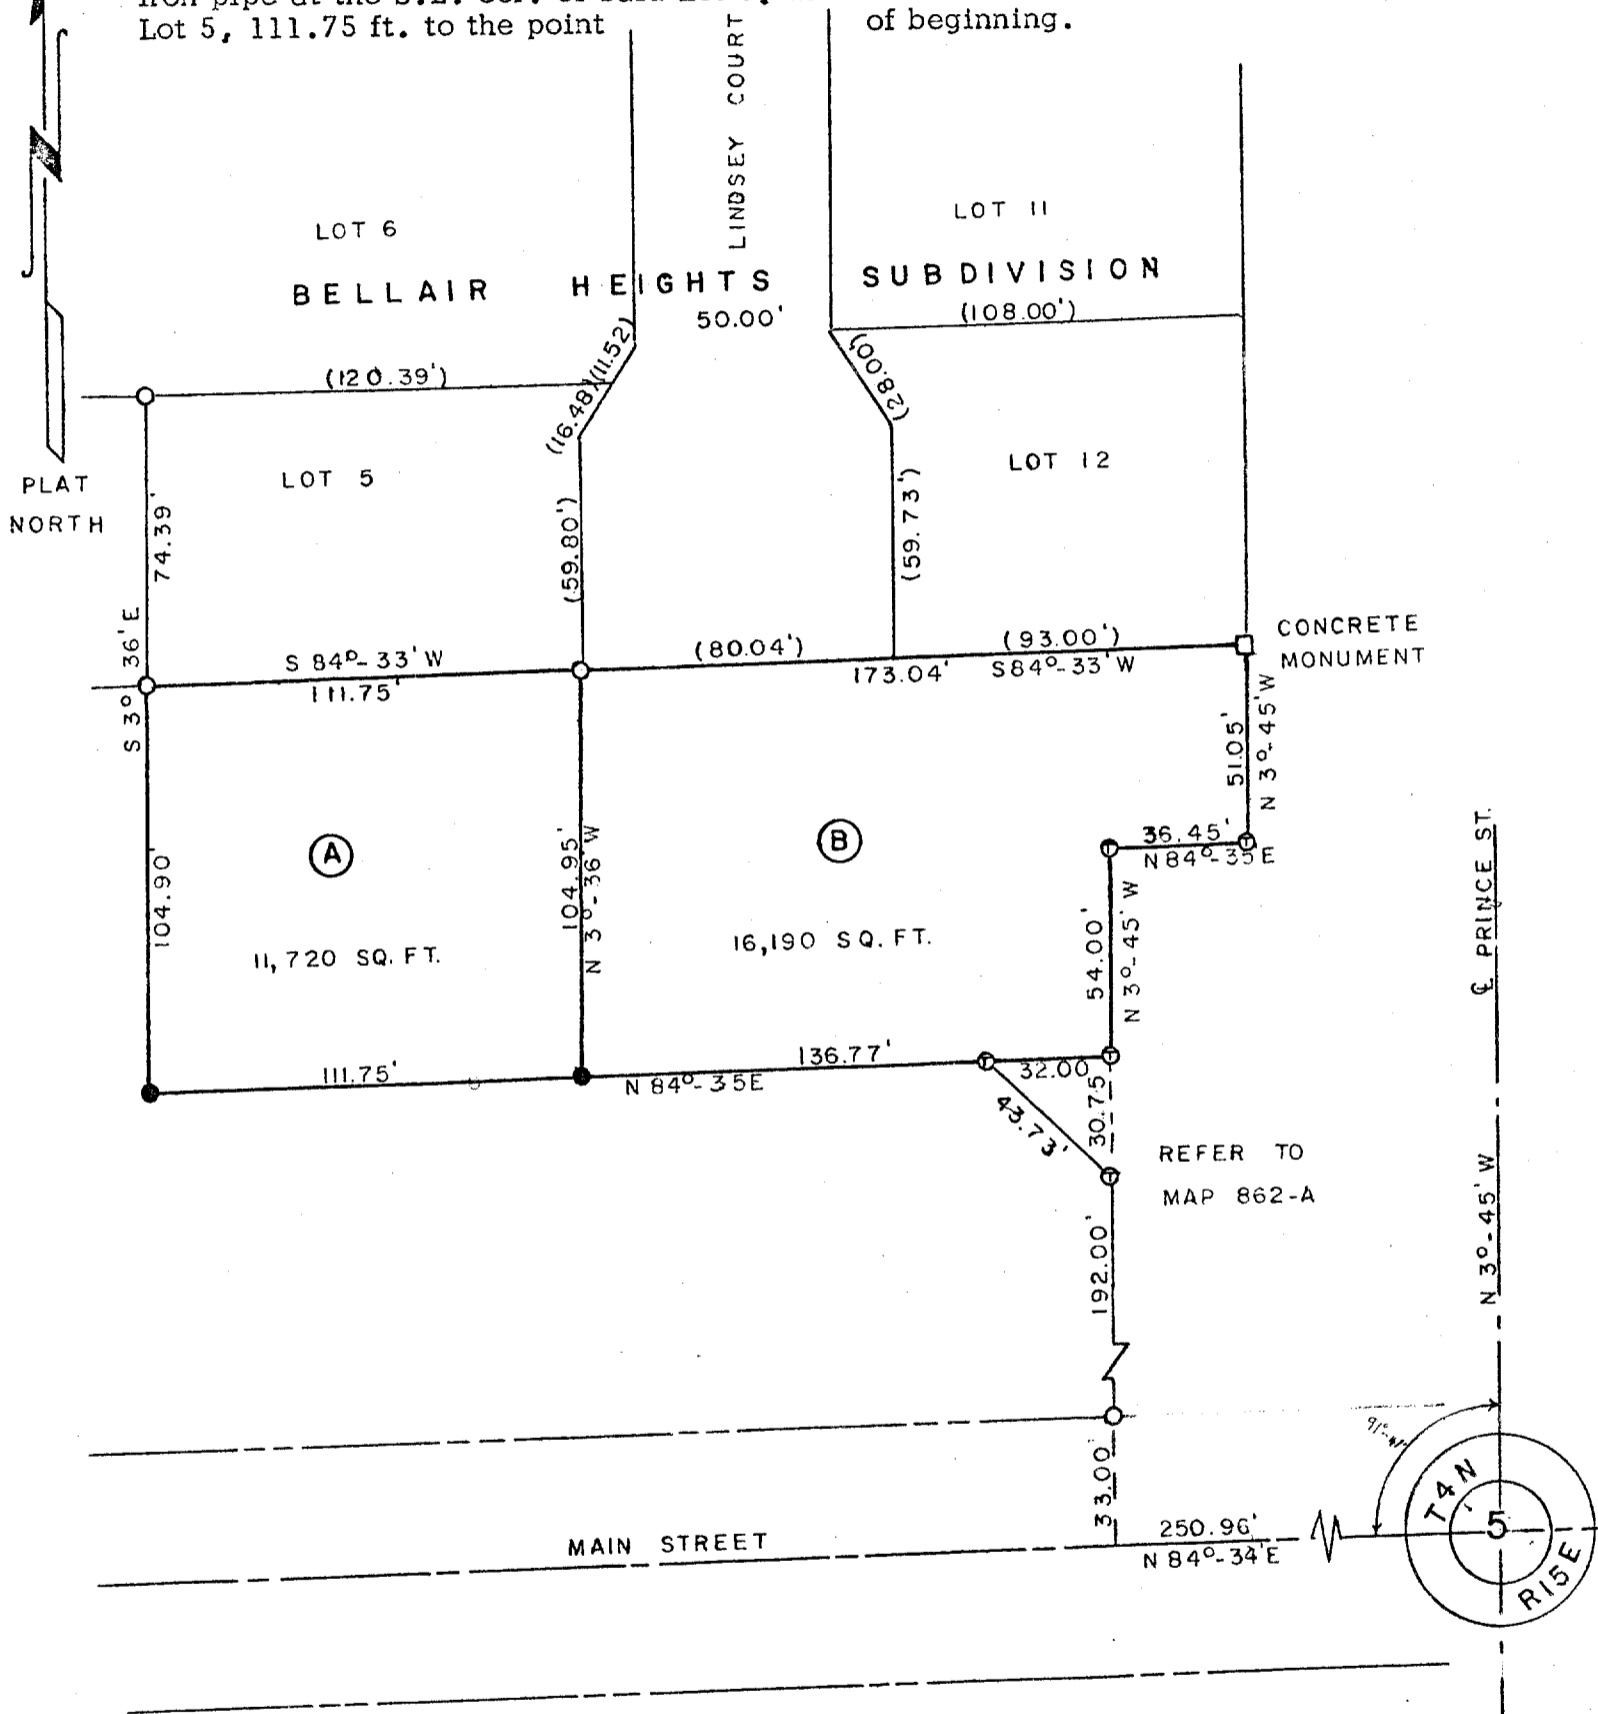 Lot 5, 111.75 ft. to the point of beginning.
LINDSEY COURT
LOT 6
LOT 11
BELLAIR HEIGHTS SUBDIVISION
50.00'
(108.00')
(11.52)
(120.39')
(16.48)
(28.00')
LOT 5
LOT 12
PLAT
NORTH
74.39'
(59.80')
(59.73')
S 3° 36' E
S 84°-33' W
111.75'
(80.04')
(93.00')
173.04'
S84°-33' W
CONCRETE
MONUMENT
51.05'
N 3°-45' W
104.90'
A
11,720 SQ. FT.
104.95'
N 3°-36' W
B
16,190 SQ. FT.
36.45'
N 84°-35 E
54.00'
N 3°-45' W
℄ PRINCE ST.
111.75'
136.77'
N 84°-35E
32.00
43.73'
30.75
REFER TO
MAP 862-A
192.00'
N 3°-45' W
33.00'
91°-41'
MAIN STREET
250.96'
N 84°-34'E
T4N
5
R15E